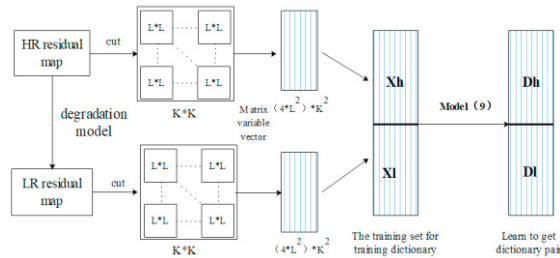 HR residual
map
cut
L*L
L*L
L*L
L*L
K*K
degradation
model
LR residual
map
cut
L*L
L*L
L*L
L*L
K*K
Matrix (4*L²)*K²
variable
vector
(4*L²)*K²
Xh
Xl
The training set for
training dictionary
Model (9)
Dh
Dl
Learn to get
dictionary pair